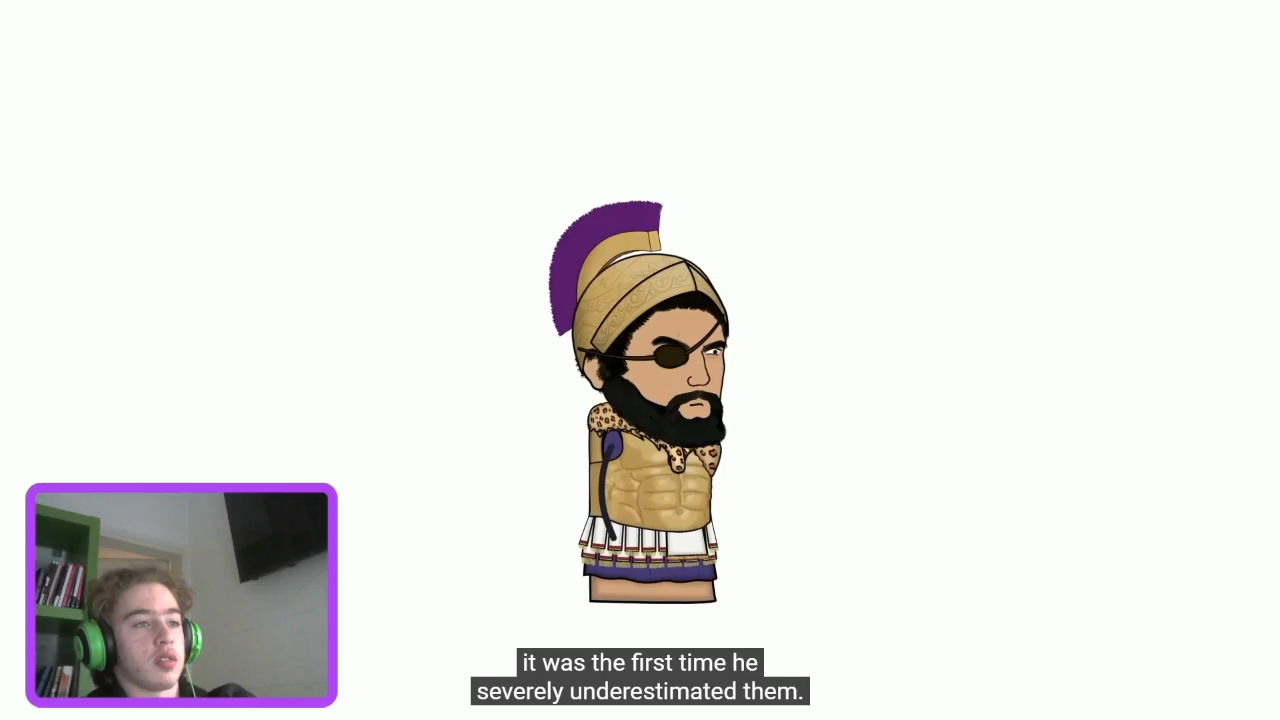 it was the first time he
severely underestimated them.